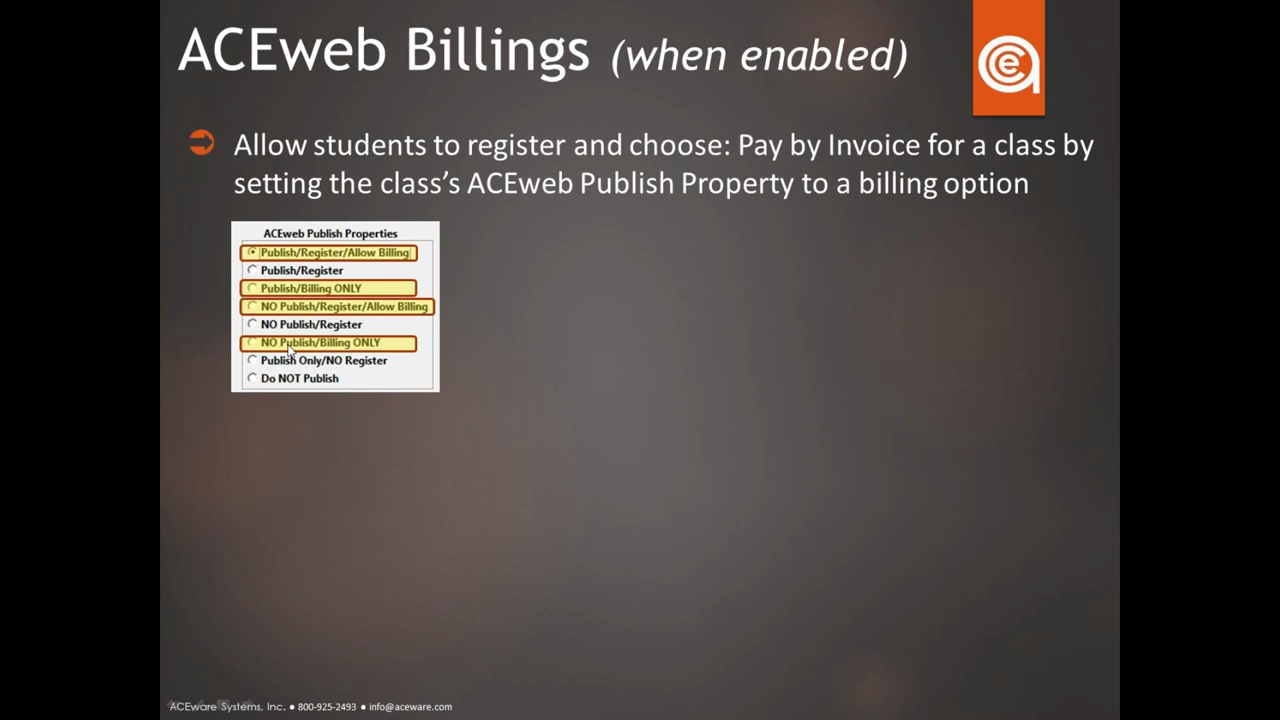 ACEweb Billings (when enabled)
Allow students to register and choose: Pay by Invoice for a class by
setting the class’s ACEweb Publish Property to a billing option
ACEweb Publish Properties
Publish/Register/Allow Billing
Publish/Register
Publish/Billing ONLY
NO Publish/Register/Allow Billing
NO Publish/Register
NO Publish/Billing ONLY
Publish Only/NO Register
Do NOT Publish
ACEware Systems, Inc. ● 800-925-2493 ● info@aceware.com